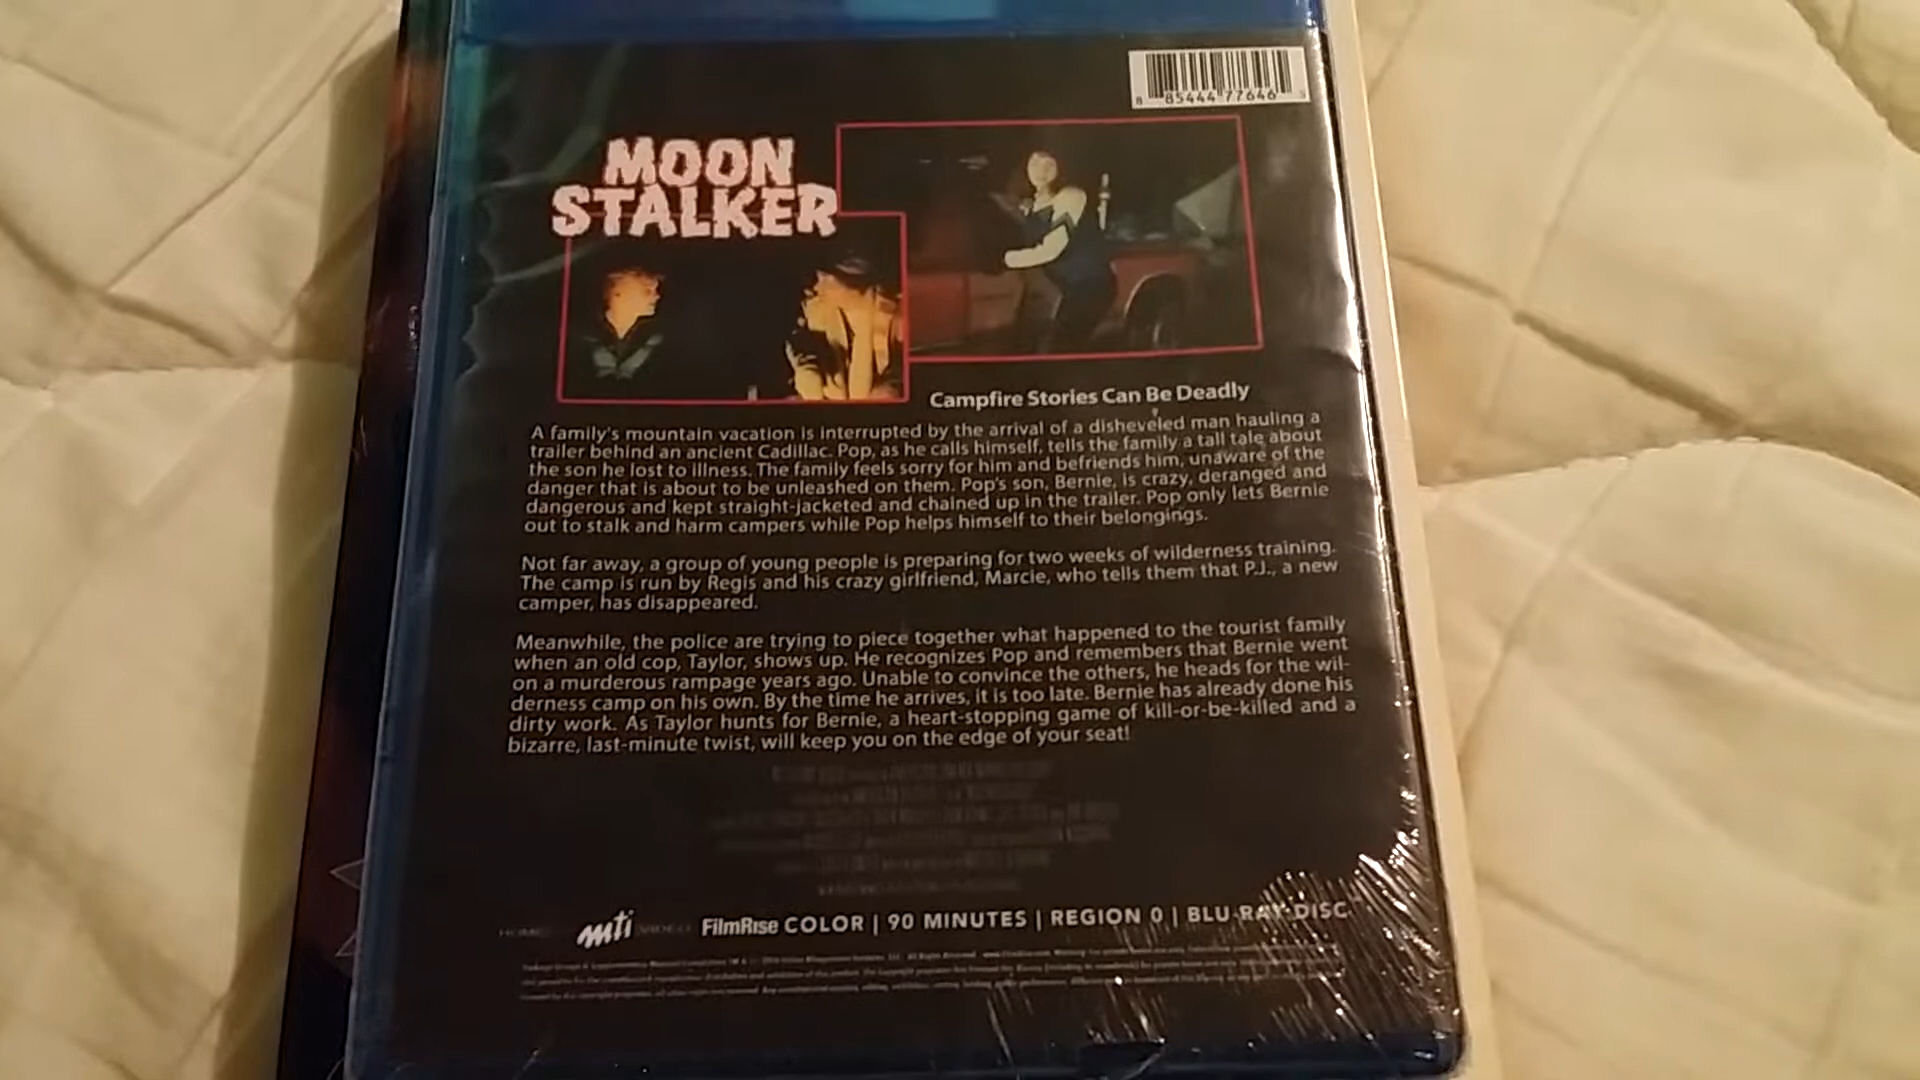 8 85444 77646 5
MOON
STALKER
Campfire Stories Can Be Deadly
A family's mountain vacation is interrupted by the arrival of a disheveled man hauling a
trailer behind an ancient Cadillac. Pop, as he calls himself, tells the family a tall tale about
the son he lost to illness. The family feels sorry for him and befriends him, unaware of the
danger that is about to be unleashed on them. Pop's son, Bernie, is crazy, deranged and
dangerous and kept straight-jacketed and chained up in the trailer. Pop only lets Bernie
out to stalk and harm campers while Pop helps himself to their belongings.
Not far away, a group of young people is preparing for two weeks of wilderness training.
The camp is run by Regis and his crazy girlfriend, Marcie, who tells them that P.J., a new
camper, has disappeared.
Meanwhile, the police are trying to piece together what happened to the tourist family
when an old cop, Taylor, shows up. He recognizes Pop and remembers that Bernie went
on a murderous rampage years ago. Unable to convince the others, he heads for the wil-
derness camp on his own. By the time he arrives, it is too late. Bernie has already done his
dirty work. As Taylor hunts for Bernie, a heart-stopping game of kill-or-be-killed and a
bizarre, last-minute twist, will keep you on the edge of your seat!
HOME mti VIDEO FilmRise COLOR | 90 MINUTES | REGION 0 | BLU-RAY DISC